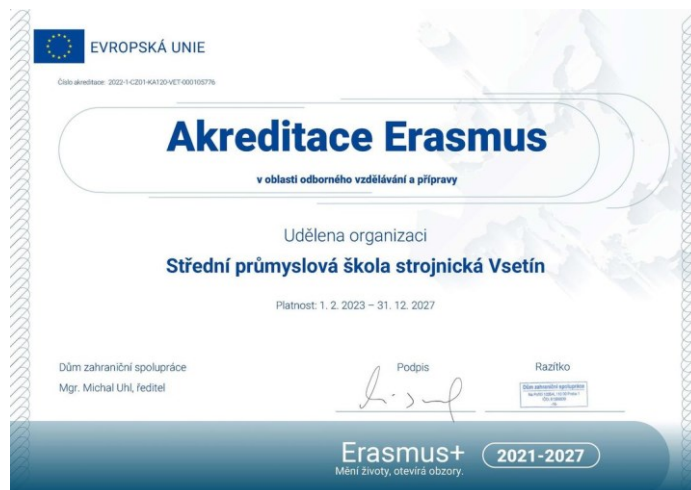 EVROPSKÁ UNIE
Číslo akreditace: 2022-1-CZ01-KA120-VET-000105776
Akreditace Erasmus
v oblasti odborného vzdělávání a přípravy
Udělena organizaci
Střední průmyslová škola strojnická Vsetín
Platnost: 1. 2. 2023 – 31. 12. 2027
Dům zahraniční spolupráce
Mgr. Michal Uhl, ředitel
Podpis
Razítko
Dům zahraniční spolupráce
Erasmus+
Mění životy, otevírá obzory.
2021-2027